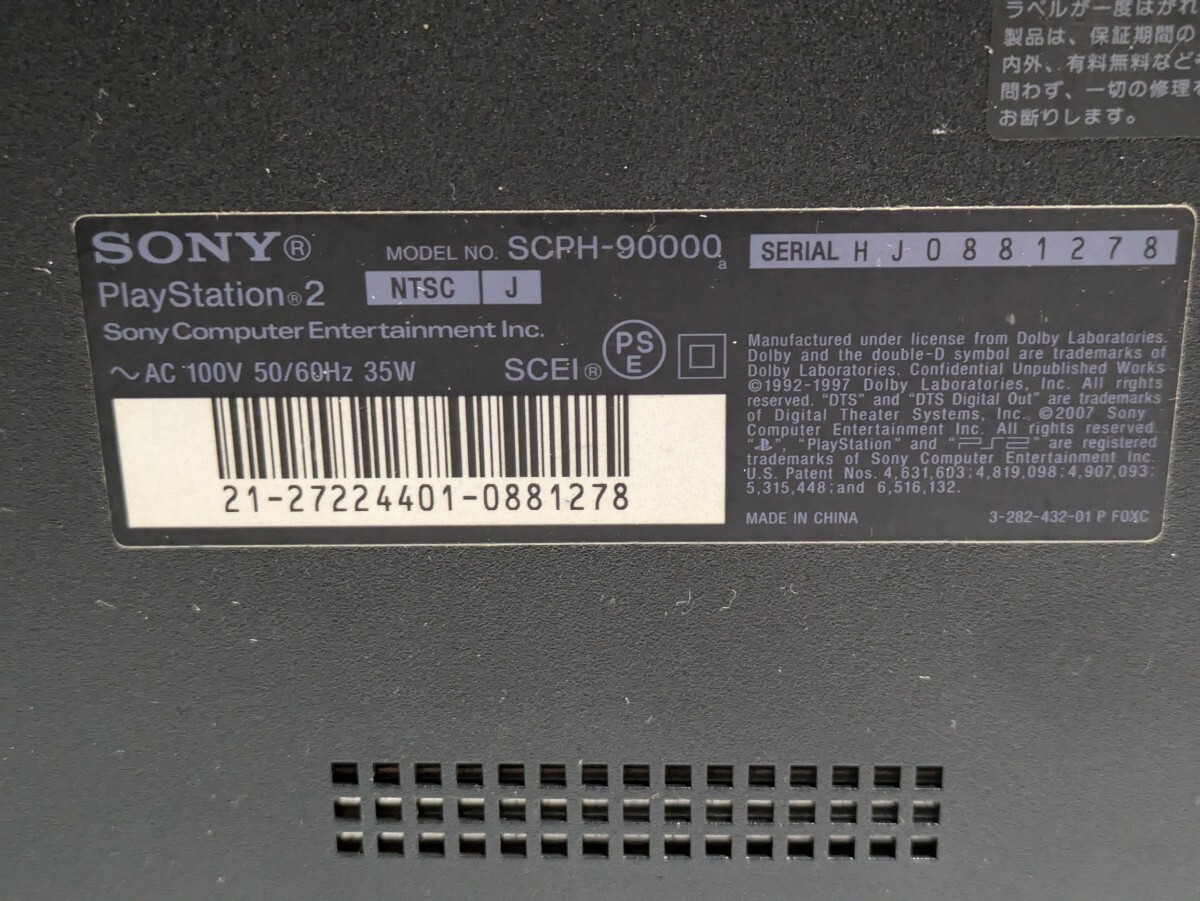 ラベルが一度はがれ
製品は、保証期間の
内外、有料無料など
問わず、一切の修理を
お断りします。
SONY®
MODEL NO. SCPH-90000 a
SERIAL H J 0 8 8 1 2 7 8
PlayStation®2
NTSC J
Sony Computer Entertainment Inc.
～AC 100V 50/60Hz 35W
SCEI®
PS
E
21-27224401-0881278
Manufactured under license from Dolby Laboratories.
Dolby and the double-D symbol are trademarks of
Dolby Laboratories. Confidential Unpublished Works
©1992-1997 Dolby Laboratories, Inc. All rights
reserved. "DTS" and "DTS Digital Out" are trademarks
of Digital Theater Systems, Inc. ©2007 Sony
Computer Entertainment Inc. All rights reserved.
" ", "PlayStation" and "PS2" are registered
trademarks of Sony Computer Entertainment Inc.
U.S. Patent Nos. 4,631,603; 4,819,098; 4,907,093;
5,315,448; and 6,516,132.
MADE IN CHINA
3-282-432-01 P FOXC